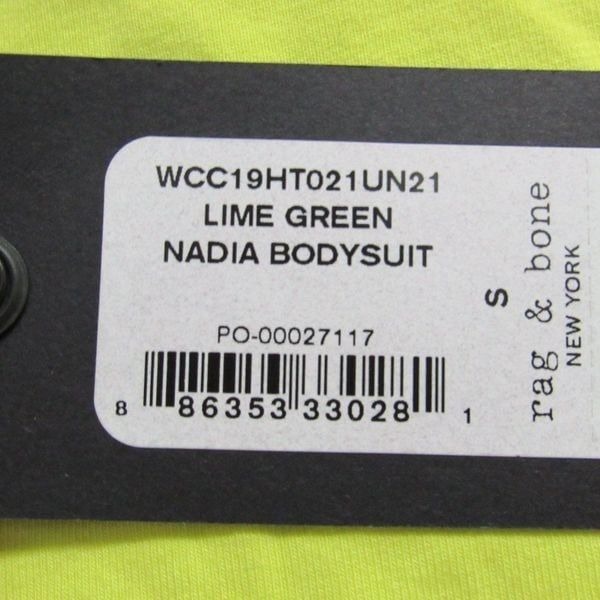 WCC19HT021UN21
LIME GREEN
NADIA BODYSUIT
PO-00027117
8 86353 33028 1
S
rag & bone
NEW YORK